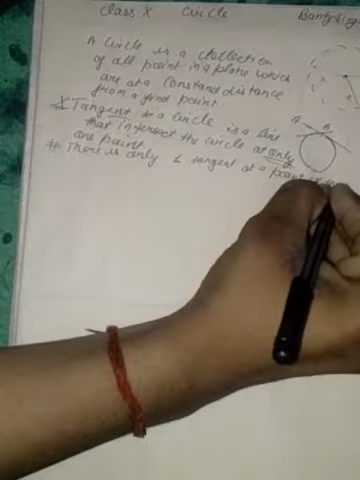 Class X Circle
A Circle is a Collection
of all point in a plane which
are at a Constant distance
from a fixed point
* Tangent to a Circle is a line
that intersect the circle at only
one point
* There is only 1 tangent at a point
A B